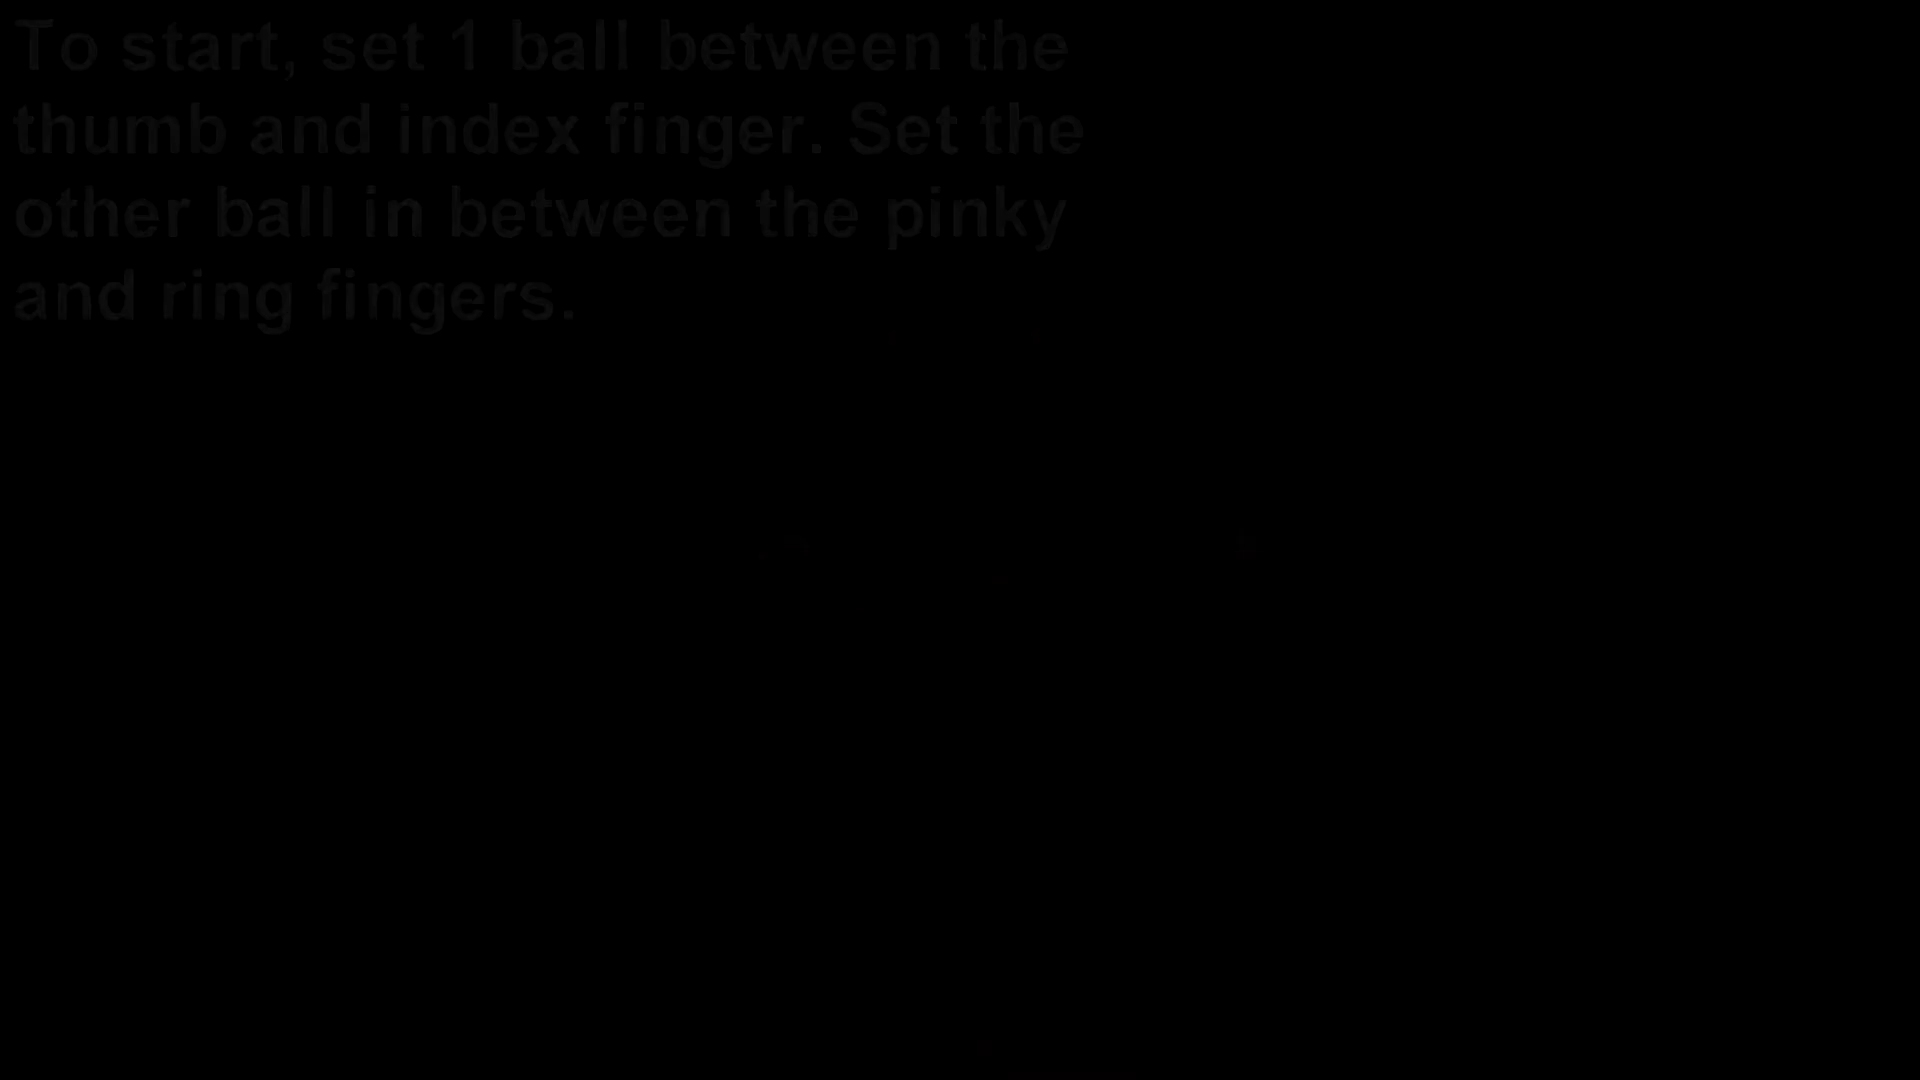 To start, set 1 ball between the
thumb and index finger. Set the
other ball in between the pinky
and ring fingers.